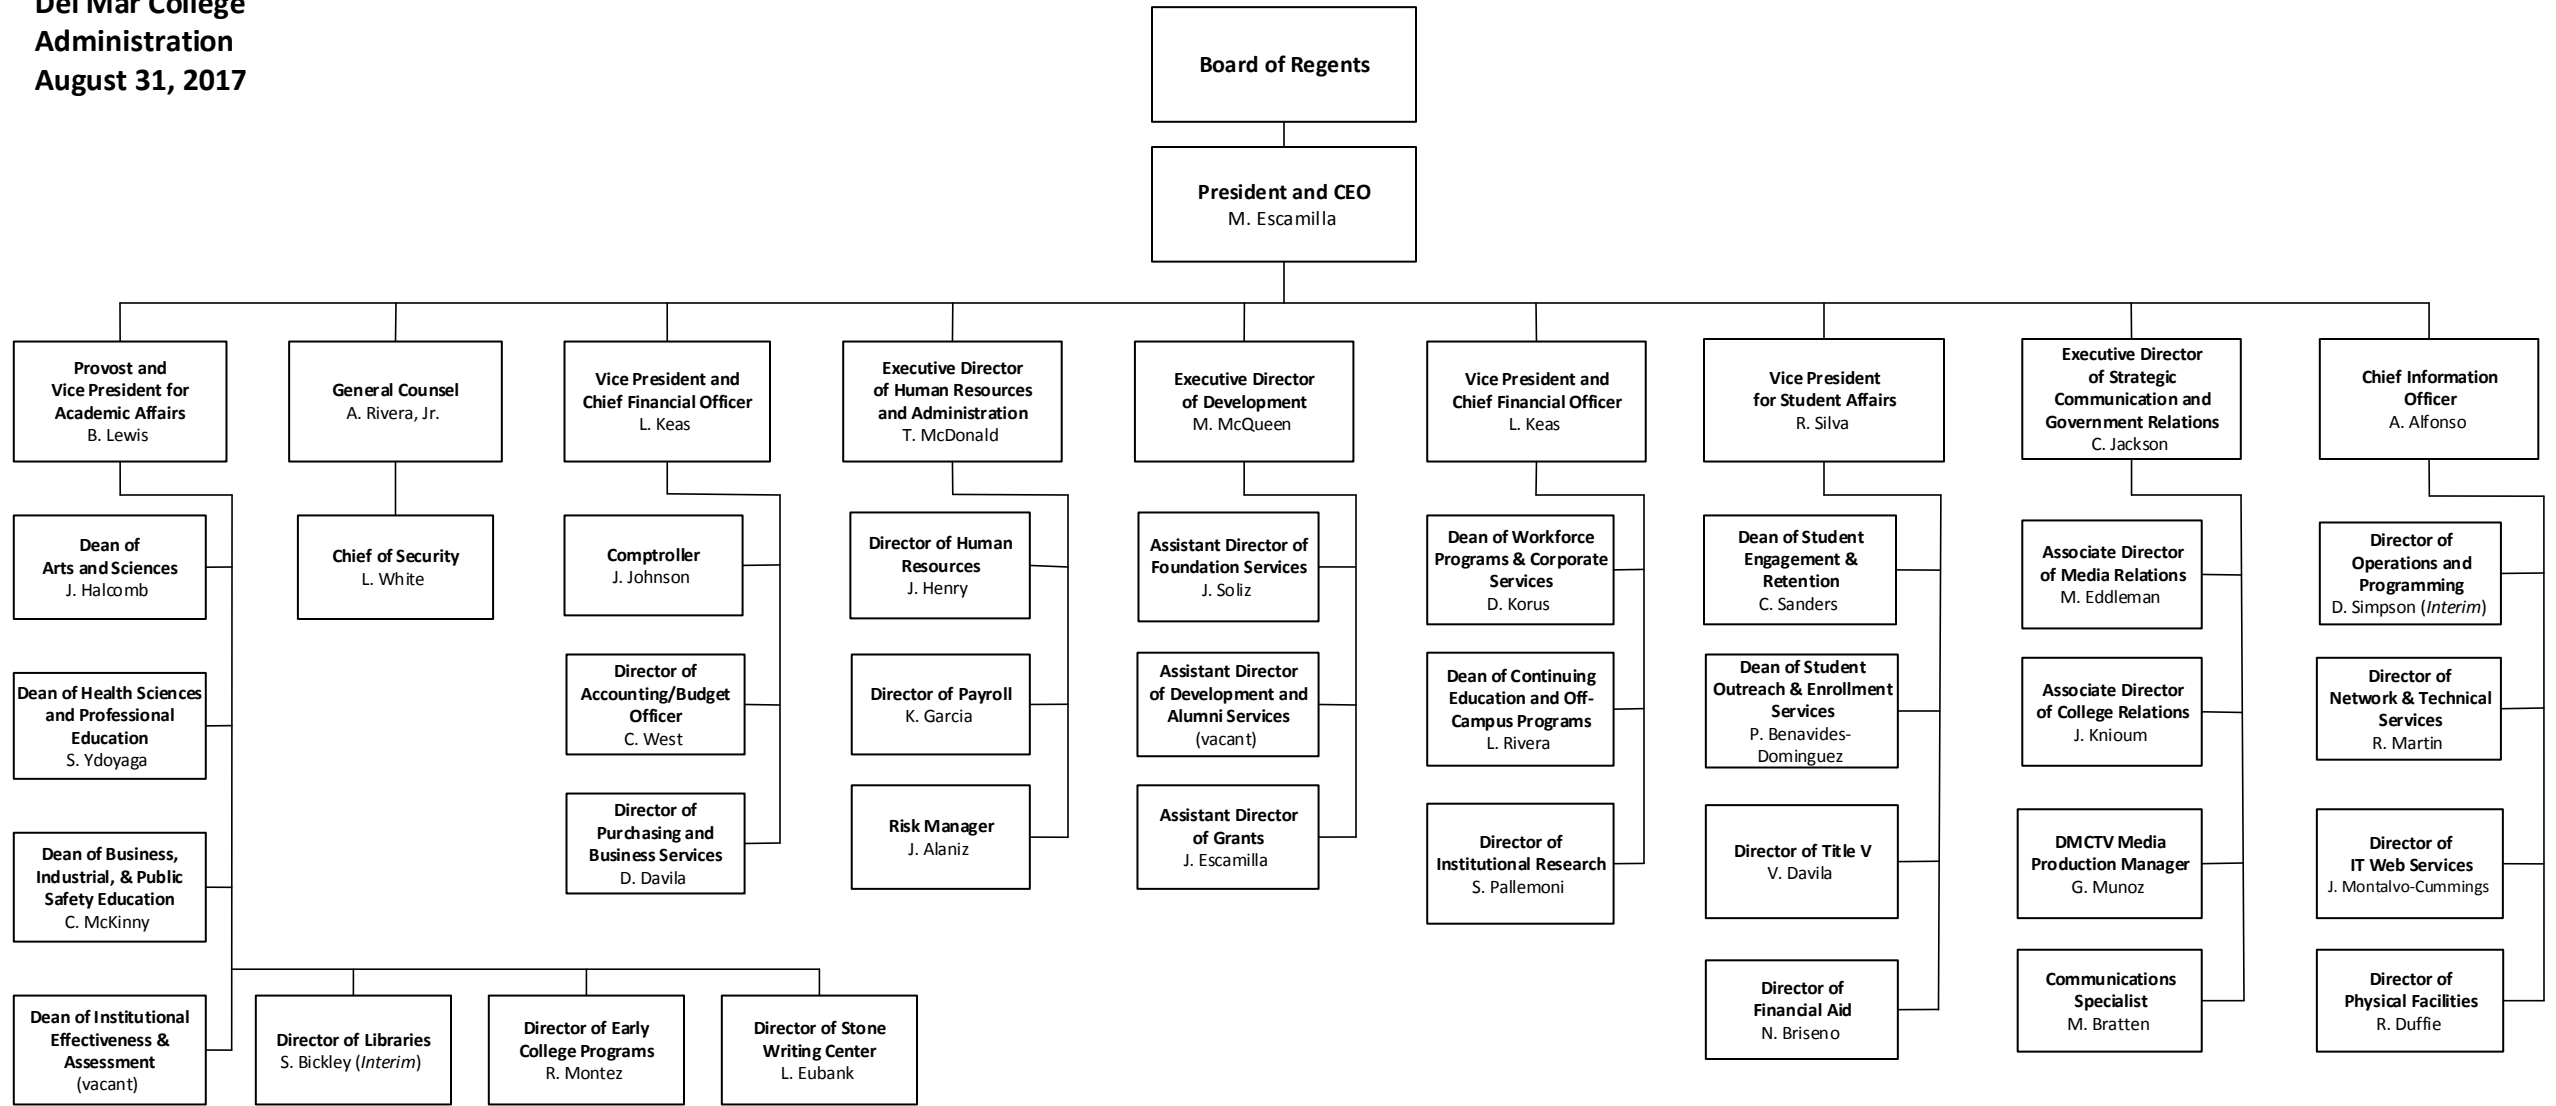 Del Mar College
Administration
August 31, 2017
Board of Regents
President and CEO
M. Escamilla
Provost and
Vice President for
Academic Affairs
B. Lewis
General Counsel
A. Rivera, Jr.
Vice President and
Chief Financial Officer
L. Keas
Executive Director
of Human Resources
and Administration
T. McDonald
Executive Director
of Development
M. McQueen
Vice President and
Chief Financial Officer
L. Keas
Vice President
for Student Affairs
R. Silva
Executive Director
of Strategic
Communication and
Government Relations
C. Jackson
Chief Information
Officer
A. Alfonso
Dean of
Arts and Sciences
J. Halcomb
Chief of Security
L. White
Comptroller
J. Johnson
Director of Human
Resources
J. Henry
Assistant Director of
Foundation Services
J. Soliz
Dean of Workforce
Programs & Corporate
Services
D. Korus
Dean of Student
Engagement &
Retention
C. Sanders
Associate Director
of Media Relations
M. Eddleman
Director of
Operations and
Programming
D. Simpson (Interim)
Dean of Health Sciences
and Professional
Education
S. Ydoyaga
Director of
Accounting/Budget
Officer
C. West
Director of Payroll
K. Garcia
Assistant Director
of Development and
Alumni Services
(vacant)
Dean of Continuing
Education and Off-
Campus Programs
L. Rivera
Dean of Student
Outreach & Enrollment
Services
P. Benavides-
Dominguez
Associate Director
of College Relations
J. Knioum
Director of
Network & Technical
Services
R. Martin
Dean of Business,
Industrial, & Public
Safety Education
C. McKinny
Director of
Purchasing and
Business Services
D. Davila
Risk Manager
J. Alaniz
Assistant Director
of Grants
J. Escamilla
Director of
Institutional Research
S. Pallemoni
Director of Title V
V. Davila
DMCTV Media
Production Manager
G. Munoz
Director of
IT Web Services
J. Montalvo-Cummings
Dean of Institutional
Effectiveness &
Assessment
(vacant)
Director of Libraries
S. Bickley (Interim)
Director of Early
College Programs
R. Montez
Director of Stone
Writing Center
L. Eubank
Director of
Financial Aid
N. Briseno
Communications
Specialist
M. Bratten
Director of
Physical Facilities
R. Duffie